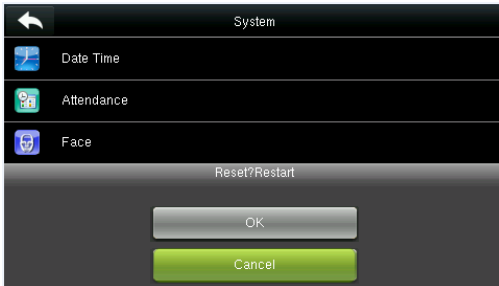 System
Date Time
Attendance
Face
Reset?Restart
OK
Cancel